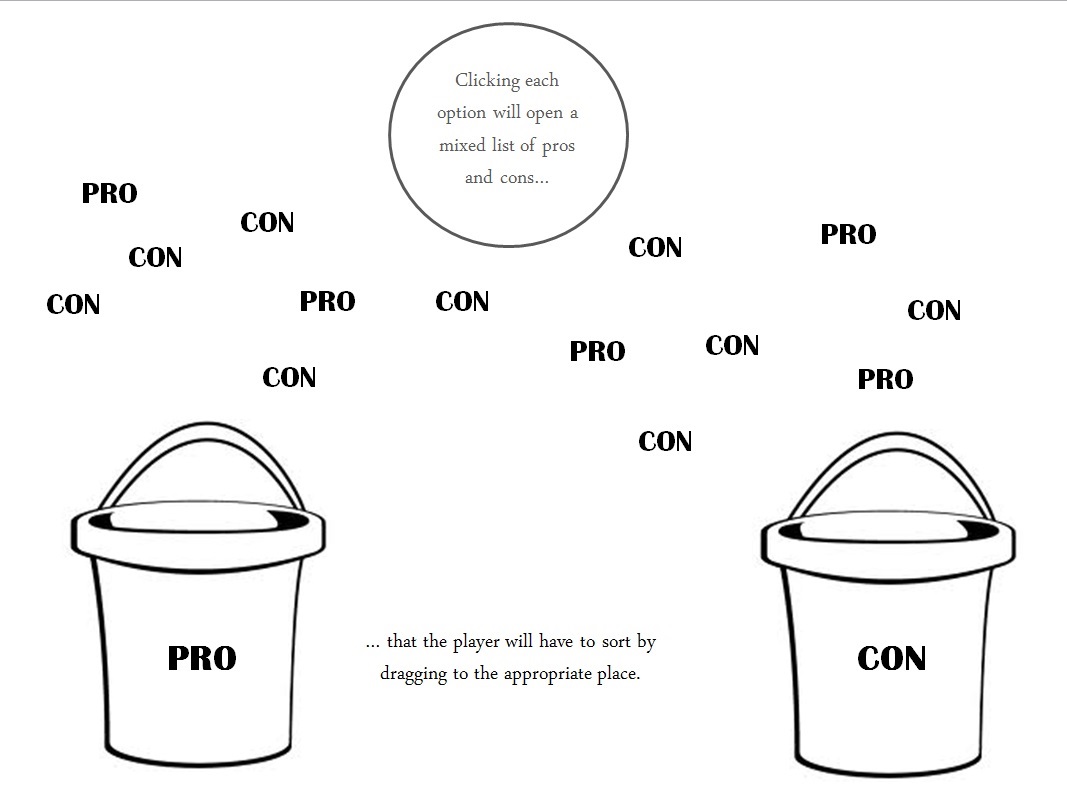 Clicking each
option will open a
mixed list of pros
and cons...
PRO
CON
PRO
CON
CON
CON
PRO
CON
CON
PRO
CON
CON
PRO
CON
... that the player will have to sort by
dragging to the appropriate place.
PRO
CON